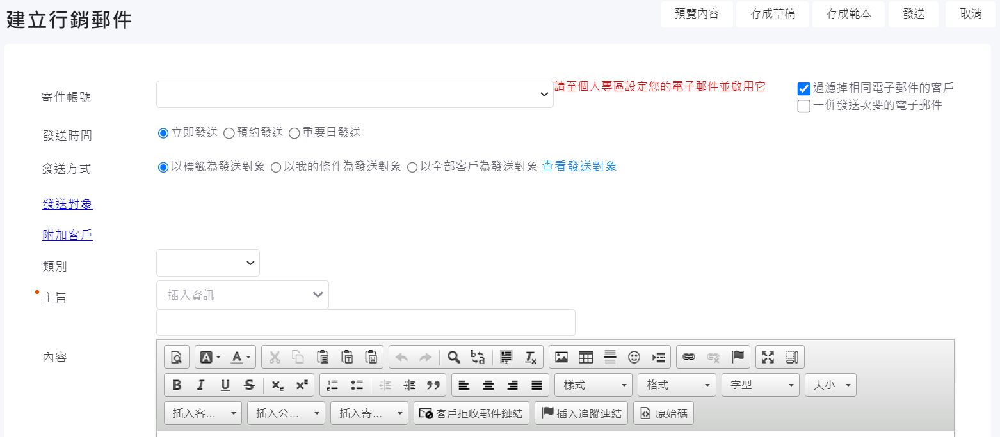 建立行銷郵件
預覽內容 存成草稿 存成範本 發送 取消
寄件帳號 請至個人專區設定您的電子郵件並啟用它 過濾掉相同電子郵件的客戶
一併發送次要的電子郵件
發送時間 立即發送 預約發送 重要日發送
發送方式 以標籤為發送對象 以我的條件為發送對象 以全部客戶為發送對象 查看發送對象
發送對象
附加客戶
類別
主旨 插入資訊
內容
樣式 格式 字型 大小
插入客... 插入公... 插入寄... 客戶拒收郵件鏈結 插入追蹤連結 原始碼